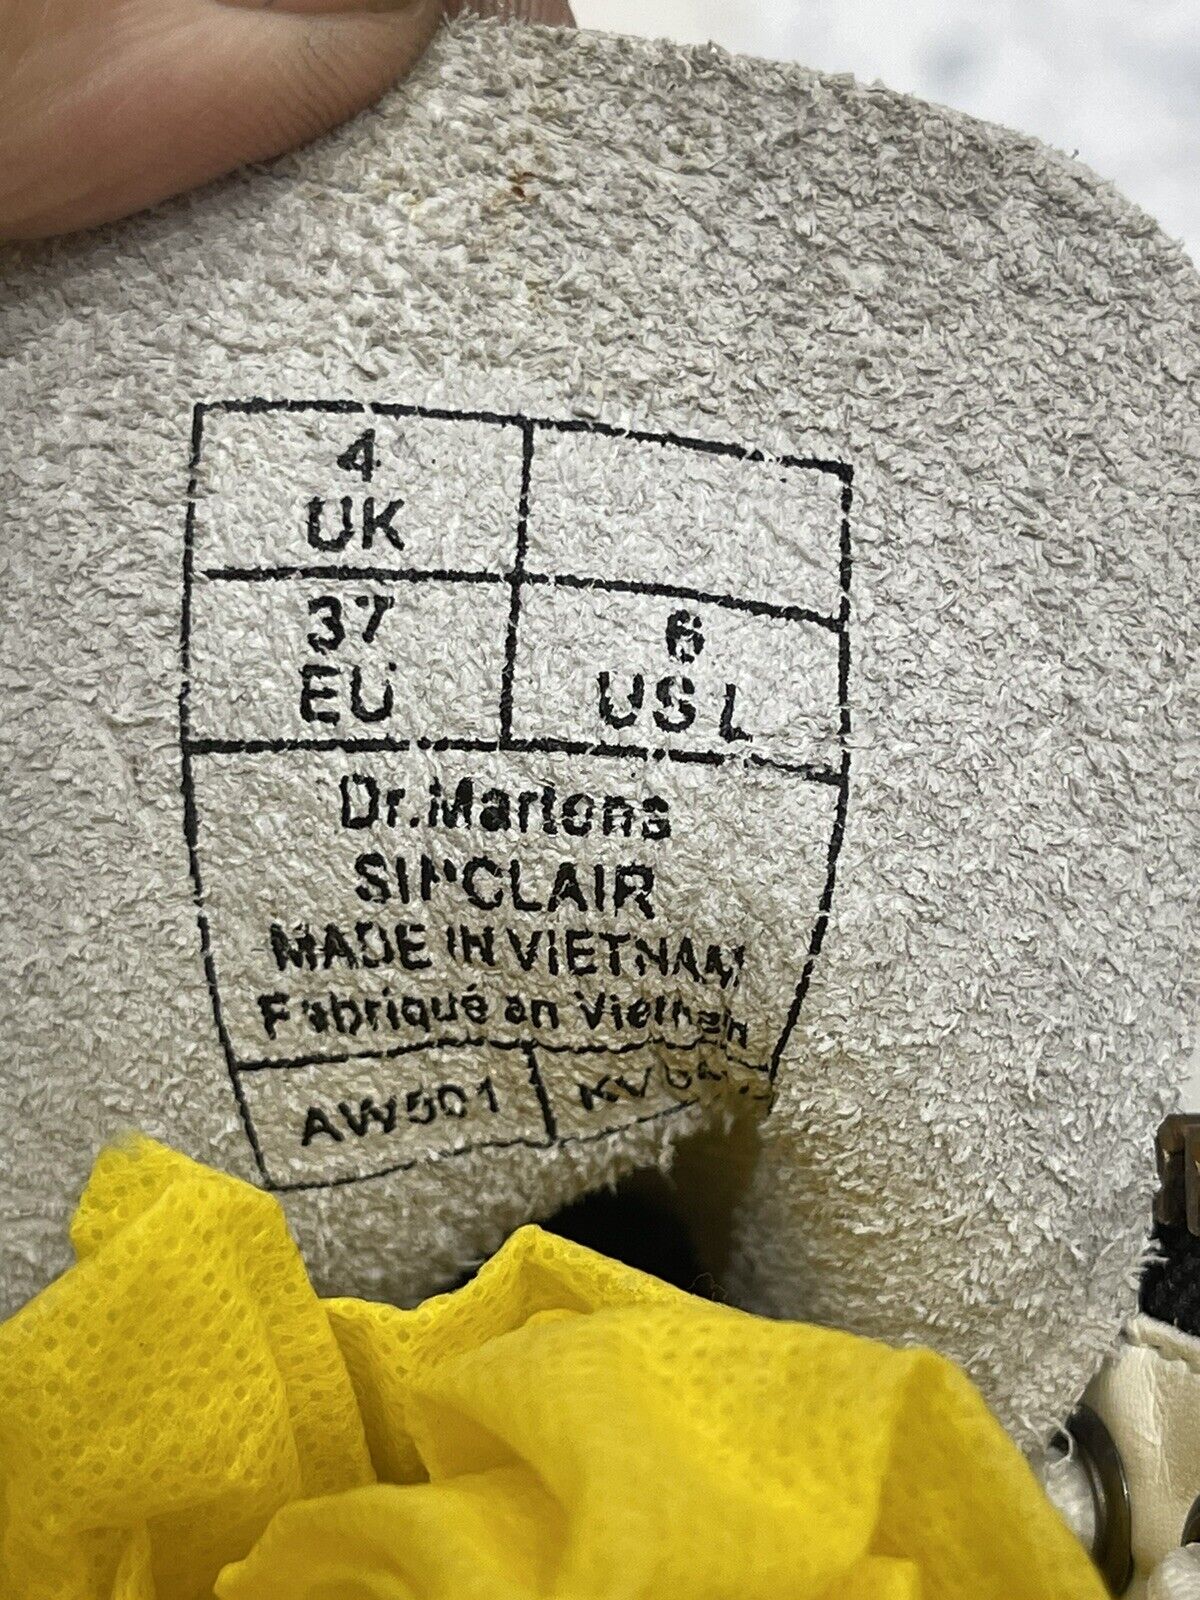 4
UK
37
EU
6
US L
Dr.Martens
SINCLAIR
MADE IN VIETNAM
Fabriqué en Vietnam
AW501